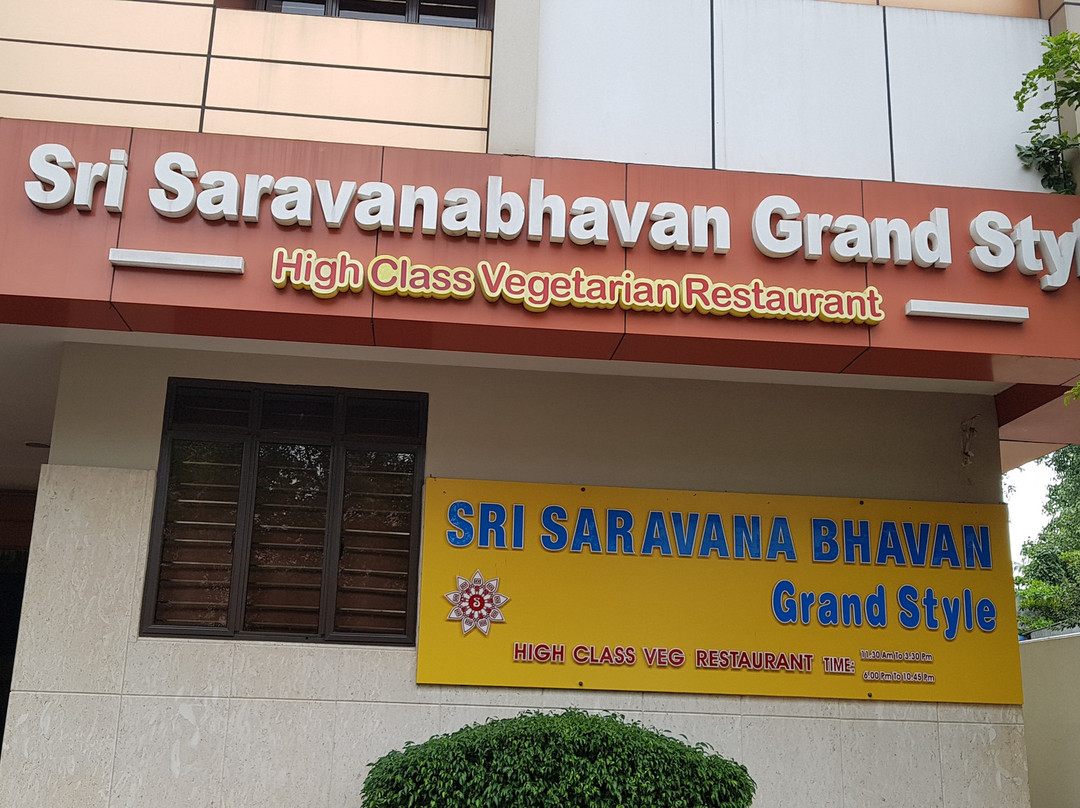 Sri Saravanabhavan Grand Style
High Class Vegetarian Restaurant
SRI SARAVANA BHAVAN
Grand Style
S
HIGH CLASS VEG RESTAURANT TIME: 11.30 Am To 3.30 Pm
6.00 Pm To 10.45 Pm